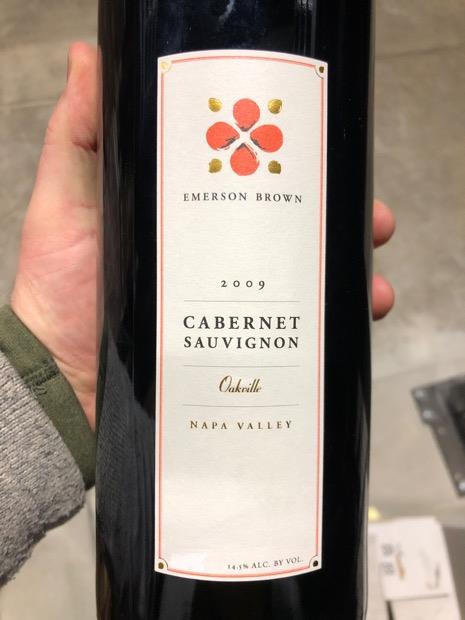 EMERSON BROWN
2009
CABERNET
SAUVIGNON
Oakville
NAPA VALLEY
14.5% ALC. BY VOL.